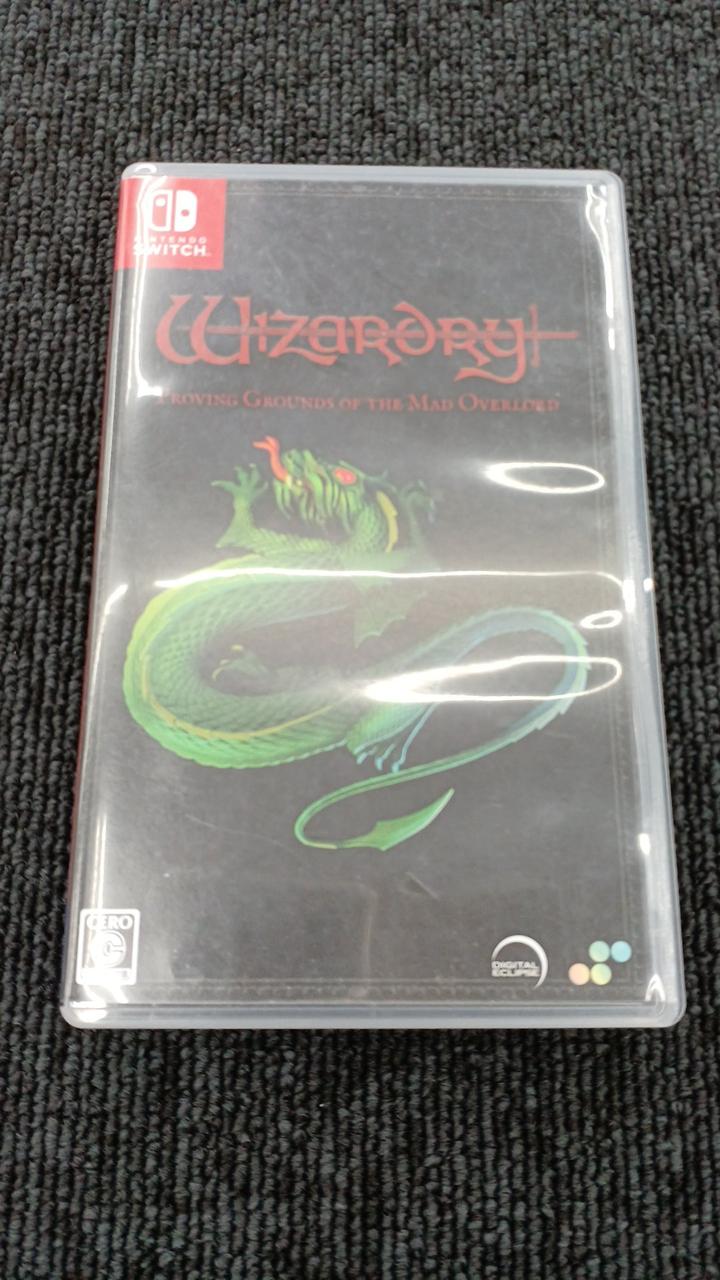 NINTENDO
SWITCH
Wizardry
Proving Grounds of the Mad Overlord
CERO
C
DIGITAL
ECLIPSE